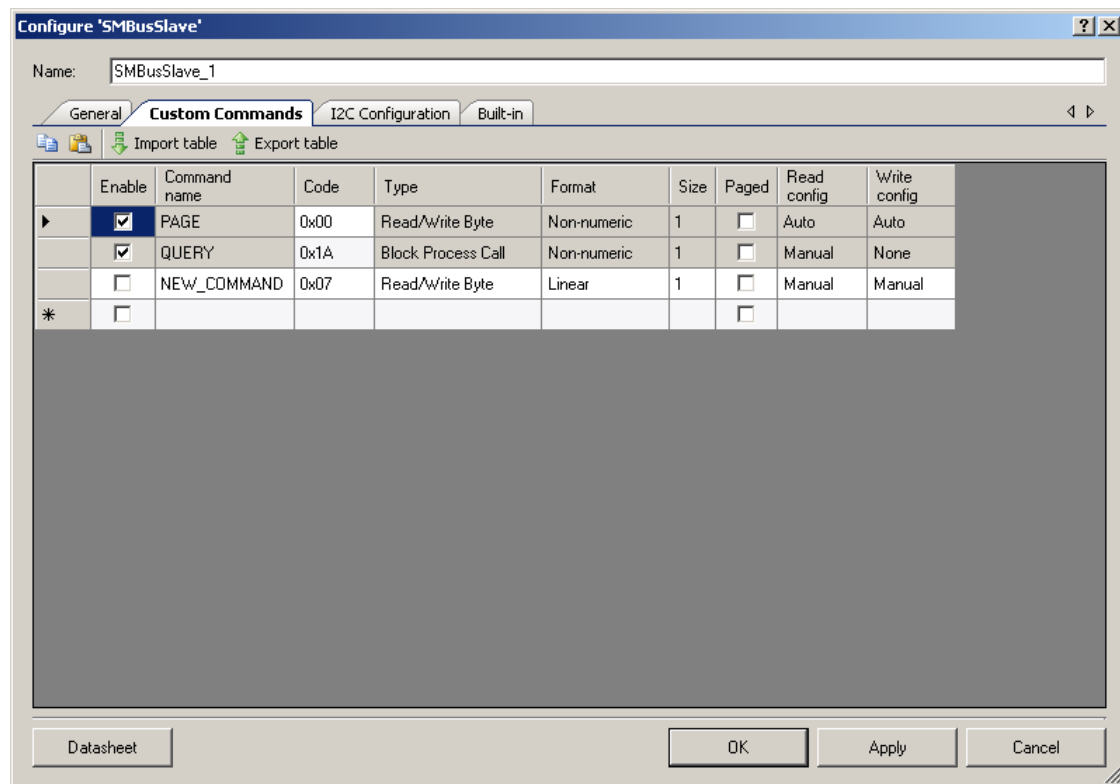 Configure 'SMBusSlave'
Name: SMBusSlave_1
General Custom Commands I2C Configuration Built-in
Import table Export table
Enable Command name Code Type Format Size Paged Read config Write config
PAGE 0x00 Read/Write Byte Non-numeric 1 Auto Auto
QUERY 0x1A Block Process Call Non-numeric 1 Manual None
NEW_COMMAND 0x07 Read/Write Byte Linear 1 Manual Manual
Datasheet OK Apply Cancel